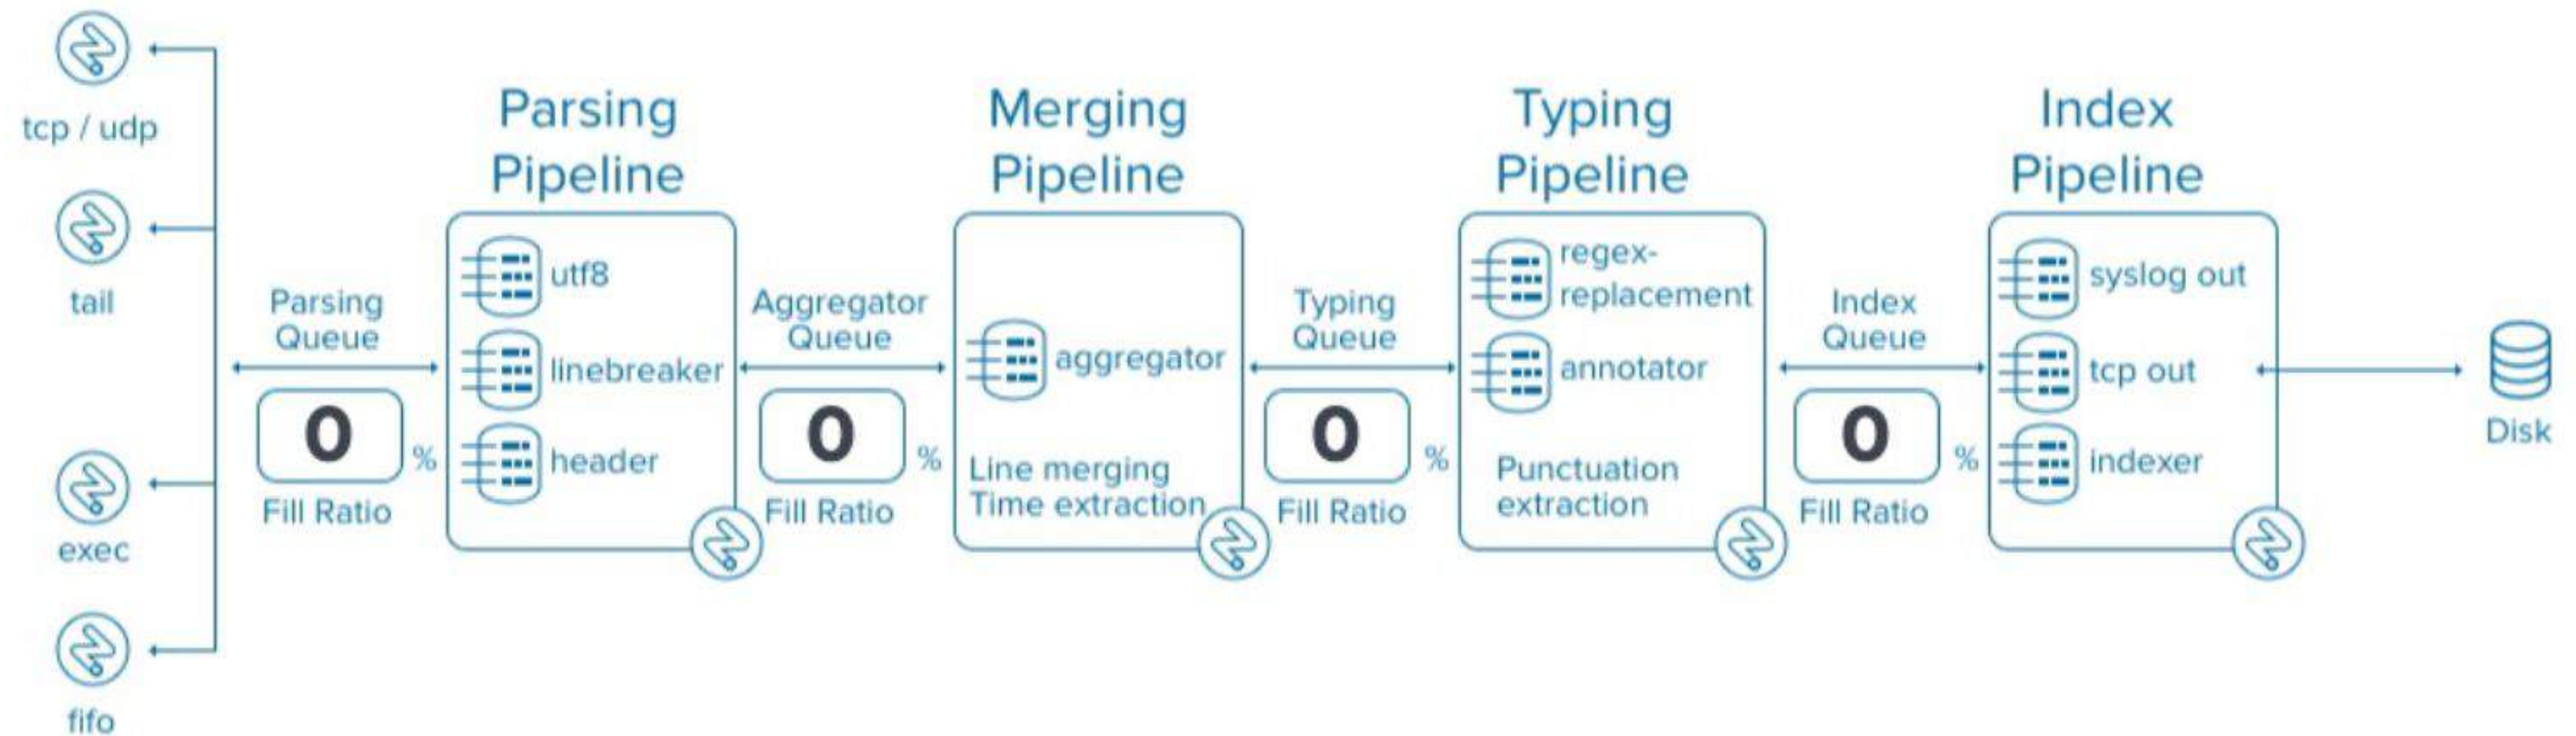 tcp / udp
tail
exec
fifo
Parsing
Queue
0
%
Fill Ratio
Parsing
Pipeline
utf8
linebreaker
header
Aggregator
Queue
0
%
Fill Ratio
Merging
Pipeline
aggregator
Line merging
Time extraction
Typing
Queue
0
%
Fill Ratio
Typing
Pipeline
regex-
replacement
annotator
Punctuation
extraction
Index
Queue
0
%
Fill Ratio
Index
Pipeline
syslog out
tcp out
indexer
Disk